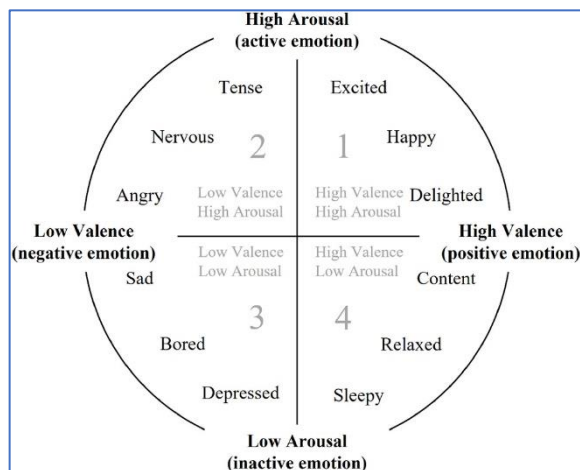 High Arousal
(active emotion)
Tense
Excited
Nervous
2
1
Happy
Angry
Low Valence
High Arousal
High Valence
High Arousal
Delighted
Low Valence
(negative emotion)
High Valence
(positive emotion)
Sad
Low Valence
Low Arousal
High Valence
Low Arousal
Content
3
4
Bored
Relaxed
Depressed
Sleepy
Low Arousal
(inactive emotion)